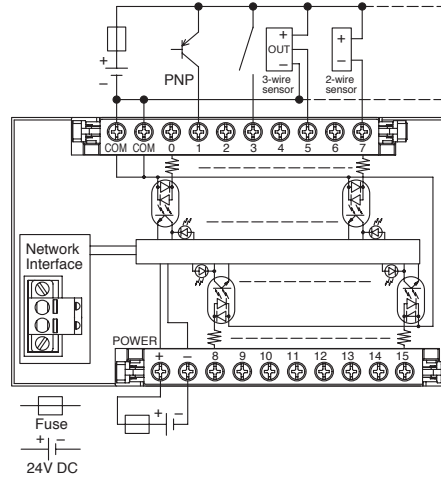 +
−
PNP
+
OUT
−
3-wire
sensor
+
−
2-wire
sensor
COM COM 0 1 2 3 4 5 6 7
Network
Interface
POWER
+ − 8 9 10 11 12 13 14 15
+ −
Fuse
+ −
24V DC